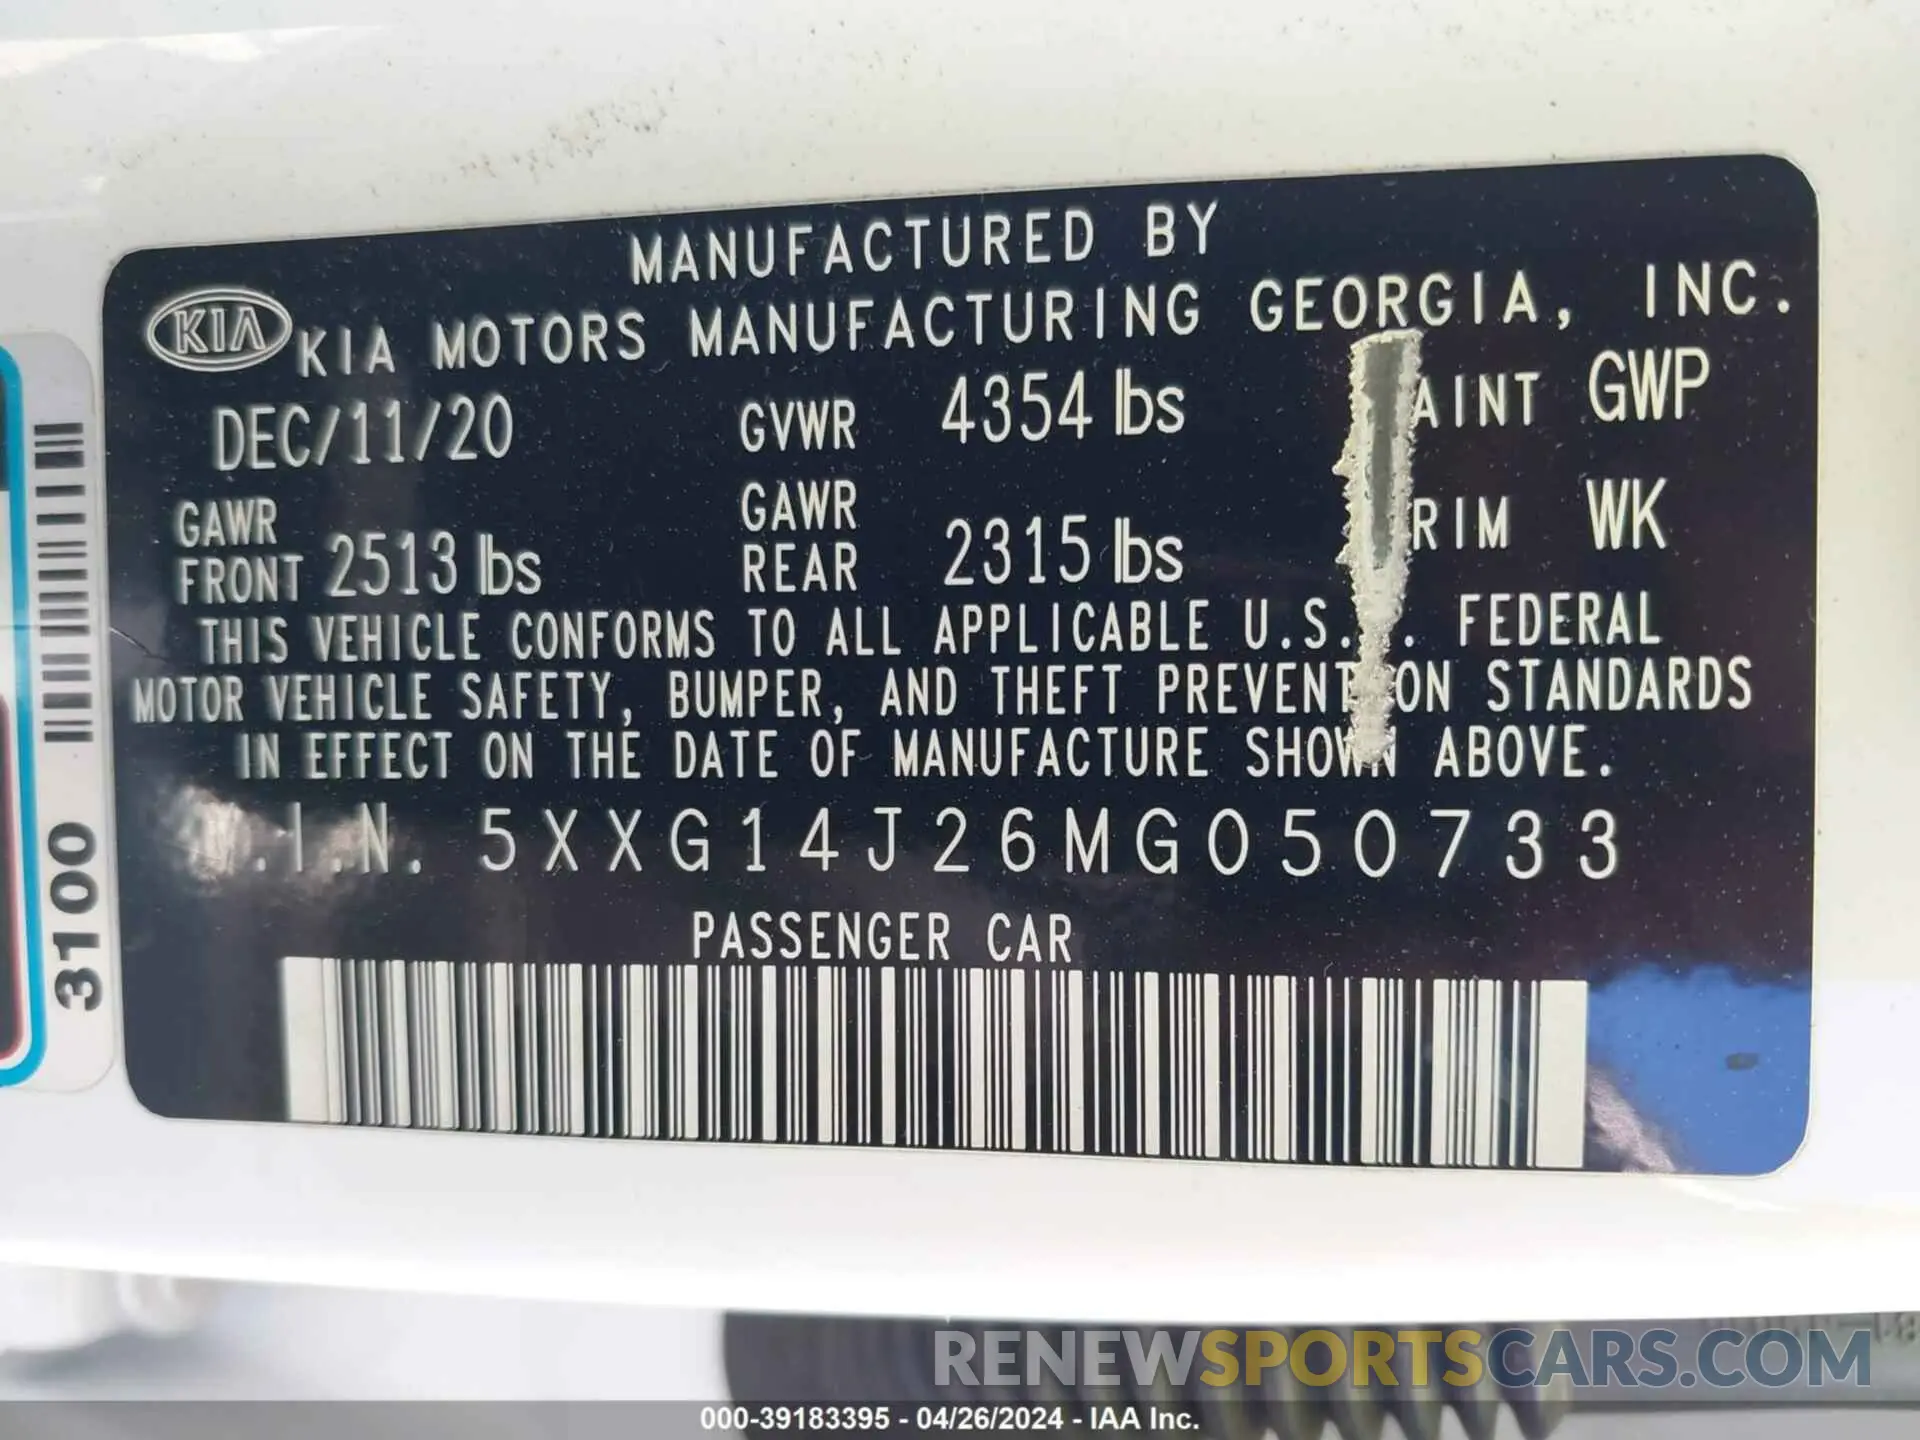 MANUFACTURED BY
KIA KIA MOTORS MANUFACTURING GEORGIA, INC.
DEC/11/20 GVWR 4354 lbs AINT GWP
GAWR FRONT 2513 lbs GAWR REAR 2315 lbs RIM WK
THIS VEHICLE CONFORMS TO ALL APPLICABLE U.S. . FEDERAL
MOTOR VEHICLE SAFETY, BUMPER, AND THEFT PREVENT ON STANDARDS
IN EFFECT ON THE DATE OF MANUFACTURE SHOWN ABOVE.
.I.N. 5XXG14J26MG050733
PASSENGER CAR
3100
RENEWSPORTSCARS.COM
000-39183395 - 04/26/2024 - IAA Inc.